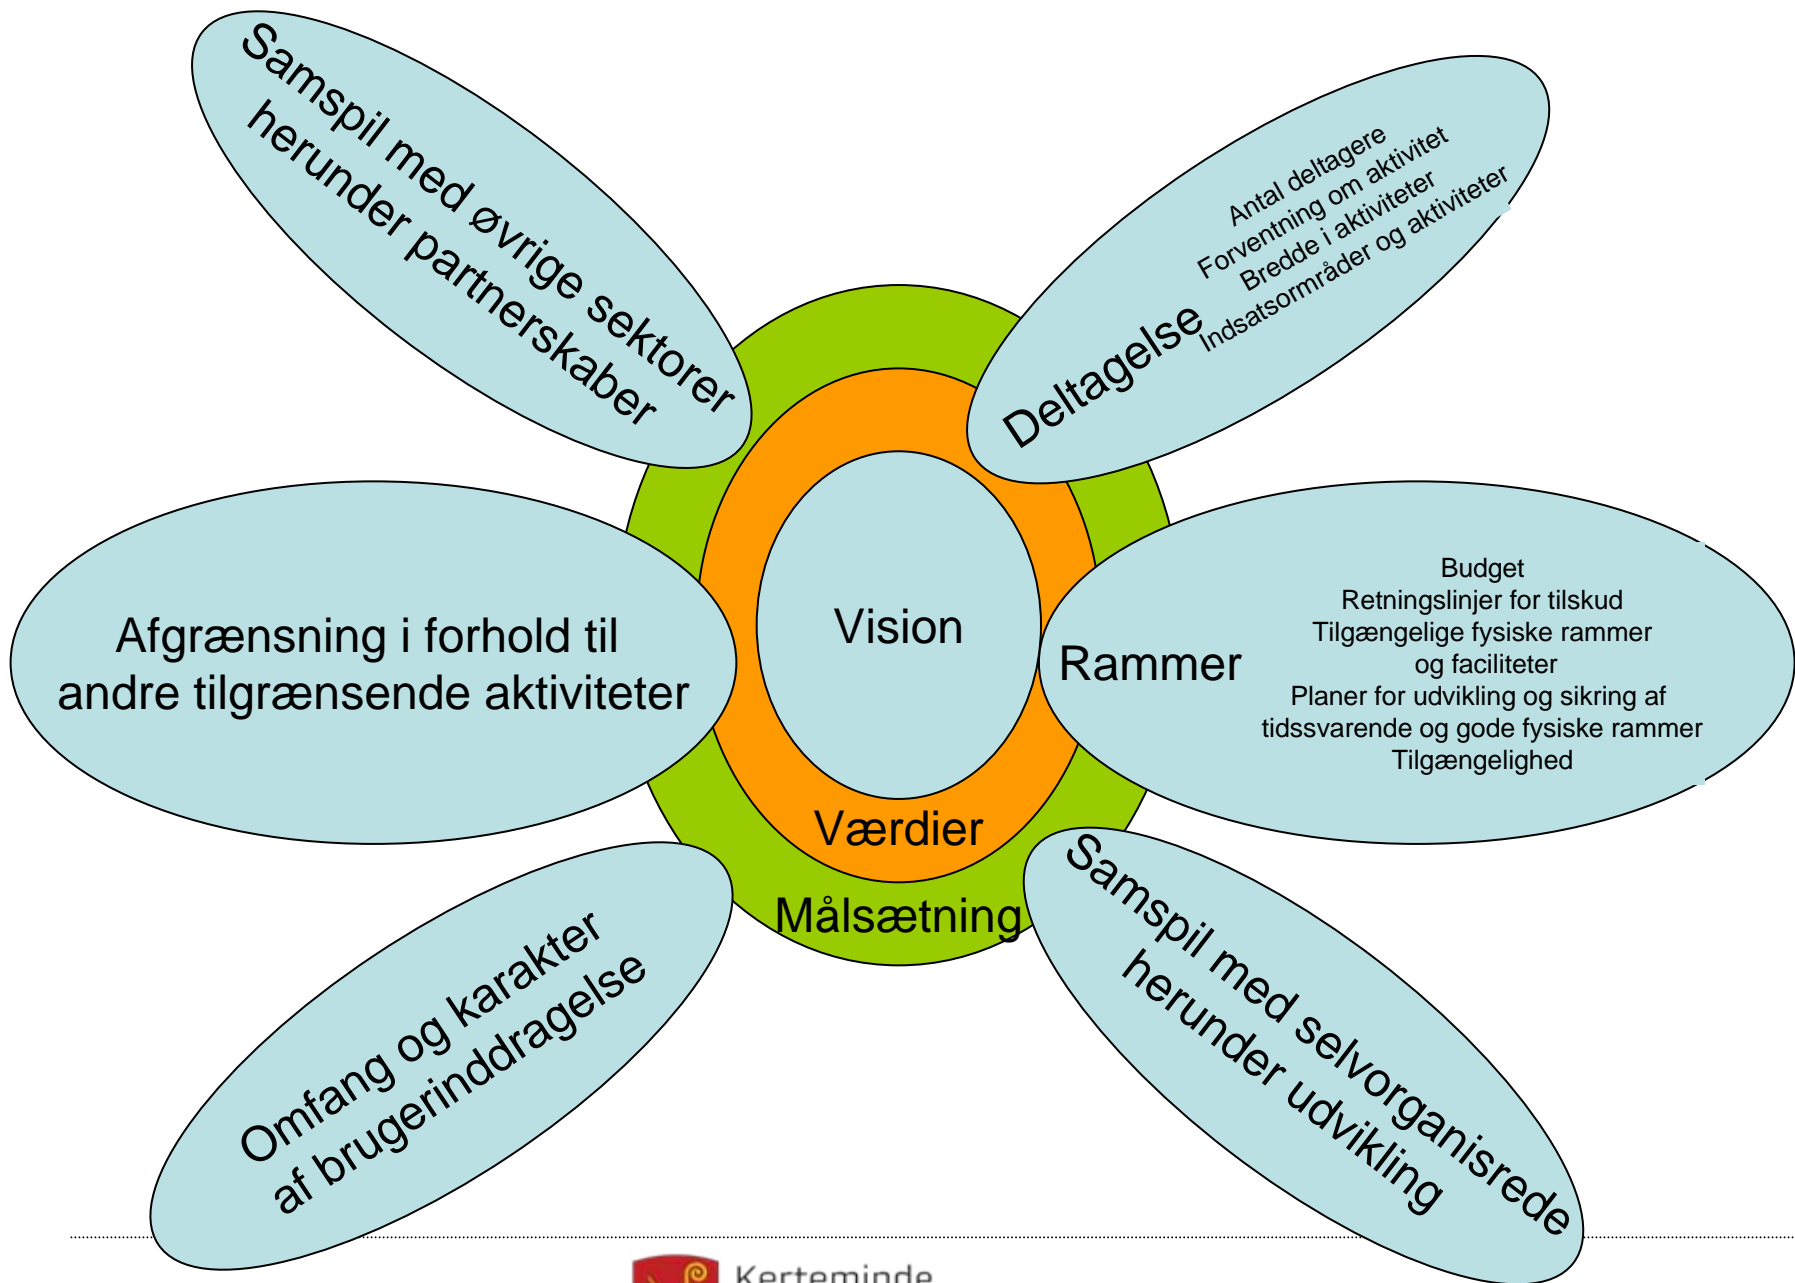 Samspil med øvrige sektorer
herunder partnerskaber
Antal deltagere
Forventning om aktivitet
Bredde i aktiviteter
Indsatsormråder og aktiviteter
Deltagelse
Afgrænsning i forhold til
andre tilgrænsende aktiviteter
Vision
Værdier
Målsætning
Rammer
Budget
Retningslinjer for tilskud
Tilgængelige fysiske rammer
og faciliteter
Planer for udvikling og sikring af
tidssvarende og gode fysiske rammer
Tilgængelighed
Omfang og karakter
af brugerinddragelse
Samspil med selvorganisrede
herunder udvikling
Kerteminde